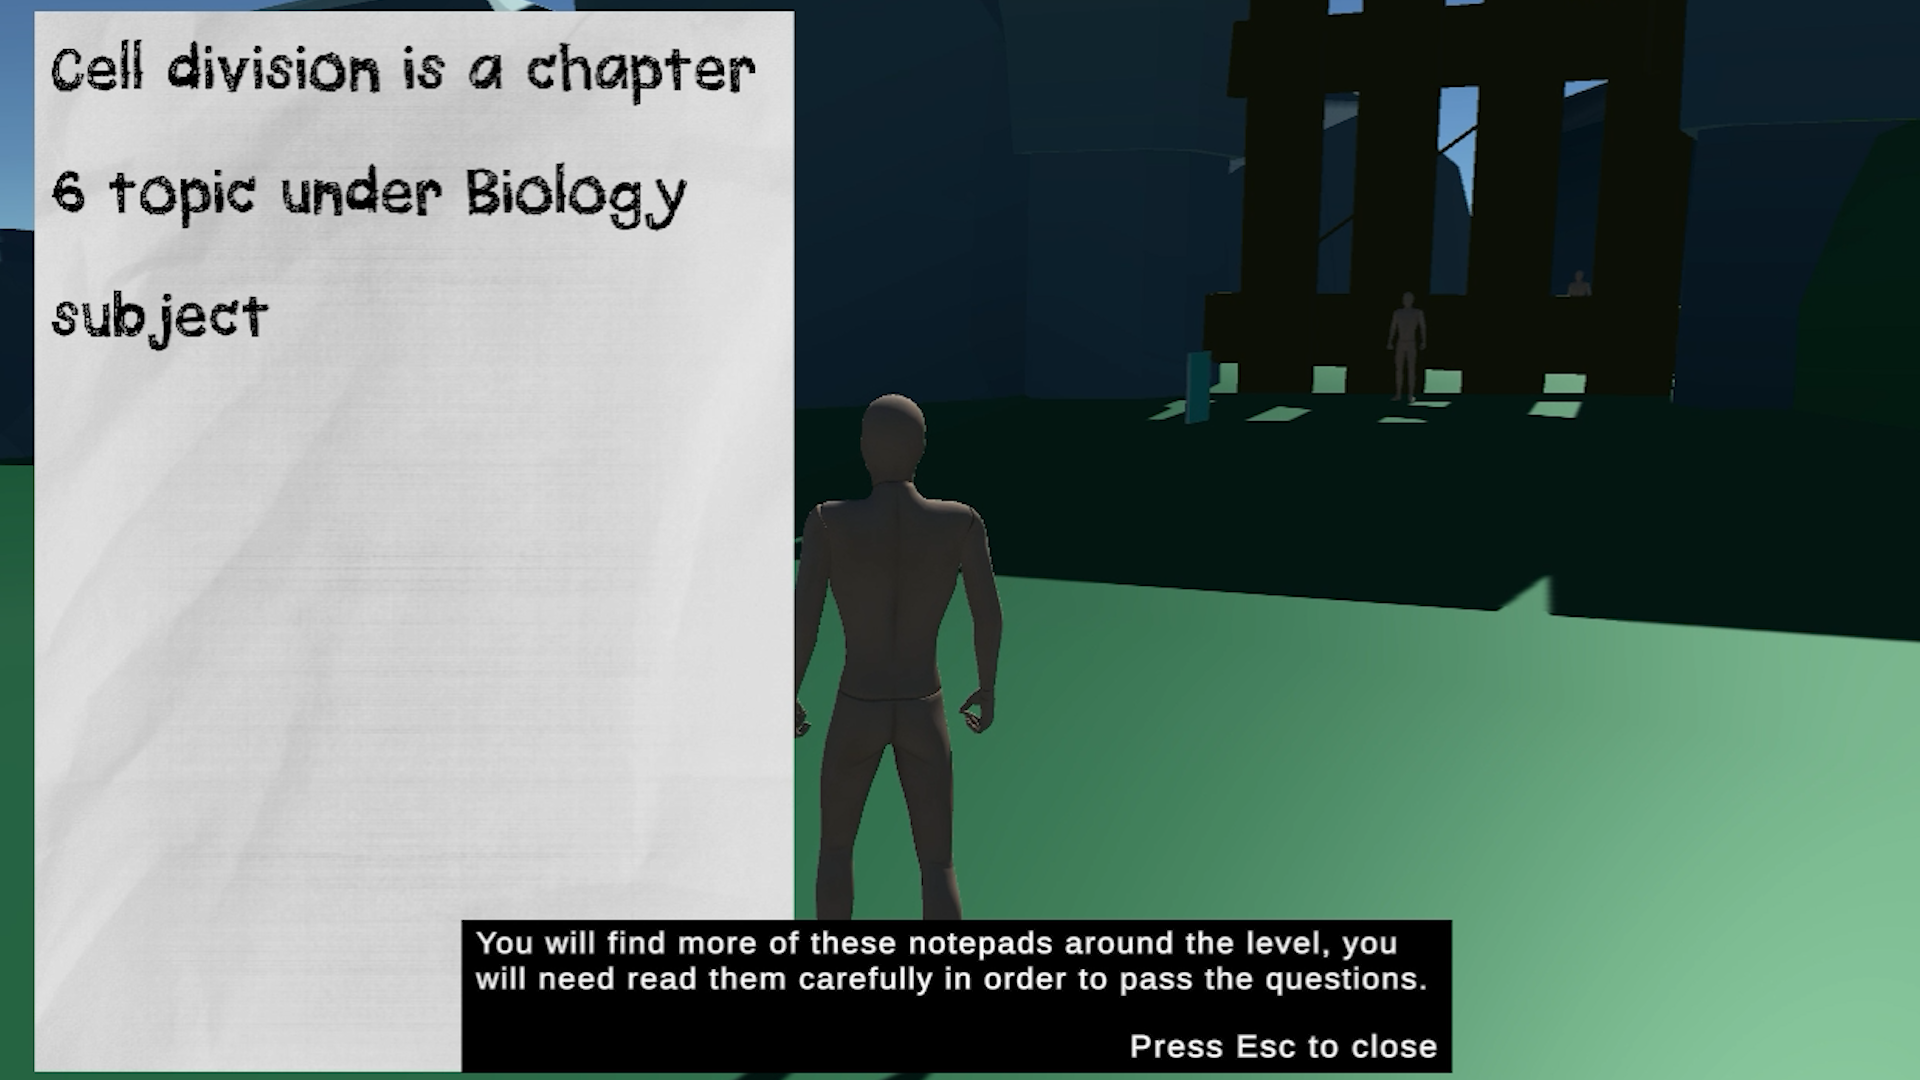 Cell division is a chapter
6 topic under Biology
subject
You will find more of these notepads around the level, you
will need read them carefully in order to pass the questions.
Press Esc to close